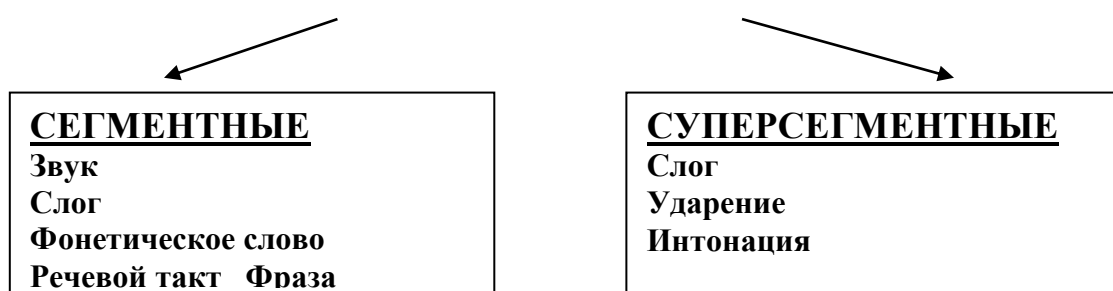 СЕГМЕНТНЫЕ
Звук
Слог
Фонетическое слово
Речевой такт Фраза
СУПЕРСЕГМЕНТНЫЕ
Слог
Ударение
Интонация